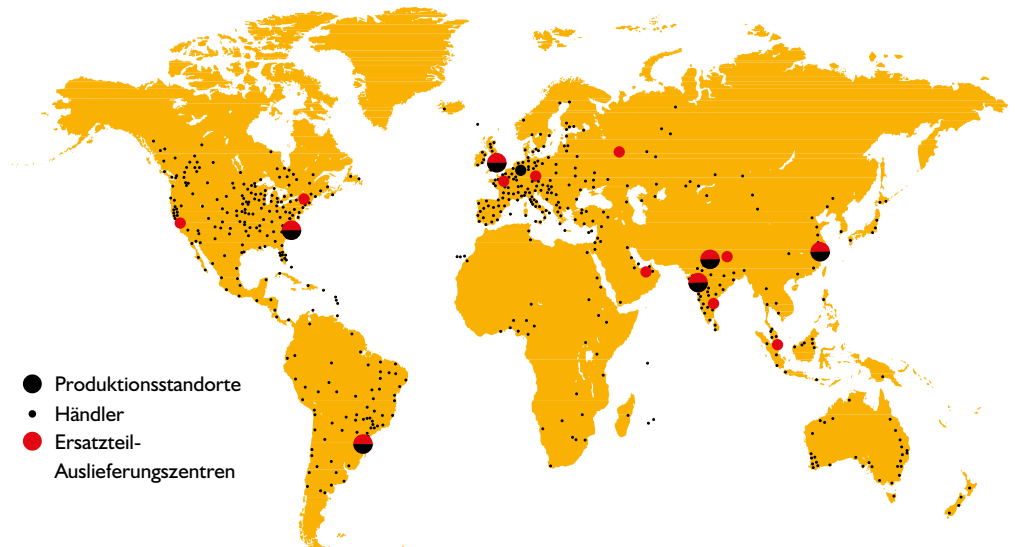 Produktionsstandorte
Händler
Ersatzteil-
Auslieferungszentren